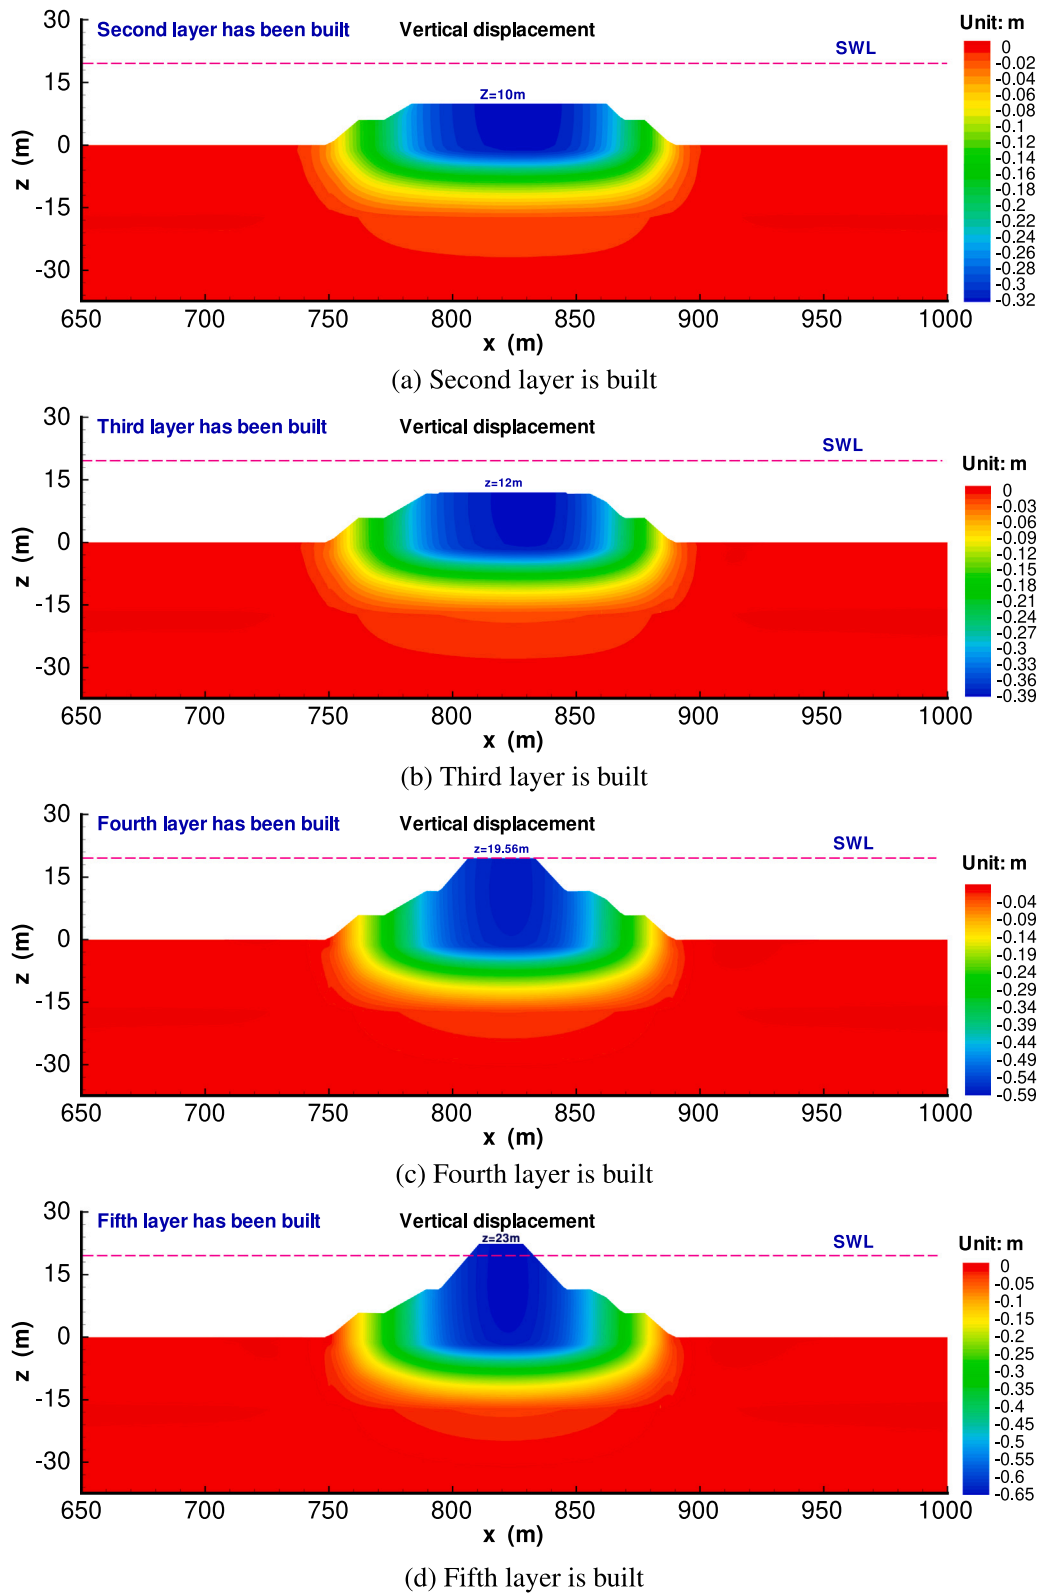 Second layer has been built Vertical displacement Unit: m
30
15
0
-15
-30
z (m)
SWL
Z=10m
0
-0.02
-0.04
-0.06
-0.08
-0.1
-0.12
-0.14
-0.16
-0.18
-0.2
-0.22
-0.24
-0.26
-0.28
-0.3
-0.32
650 700 750 800 850 900 950 1000
x (m)
(a) Second layer is built
Third layer has been built Vertical displacement
30
15
0
-15
-30
z (m)
SWL
z=12m
Unit: m
0
-0.03
-0.06
-0.09
-0.12
-0.15
-0.18
-0.21
-0.24
-0.27
-0.3
-0.33
-0.36
-0.39
650 700 750 800 850 900 950 1000
x (m)
(b) Third layer is built
Fourth layer has been built Vertical displacement
30
15
0
-15
-30
z (m)
SWL
z=19.56m
Unit: m
-0.04
-0.09
-0.14
-0.19
-0.24
-0.29
-0.34
-0.39
-0.44
-0.49
-0.54
-0.59
650 700 750 800 850 900 950 1000
x (m)
(c) Fourth layer is built
Fifth layer has been built Vertical displacement
30
15
0
-15
-30
z (m)
z=23m
SWL
Unit: m
0
-0.05
-0.1
-0.15
-0.2
-0.25
-0.3
-0.35
-0.4
-0.45
-0.5
-0.55
-0.6
-0.65
650 700 750 800 850 900 950 1000
x (m)
(d) Fifth layer is built